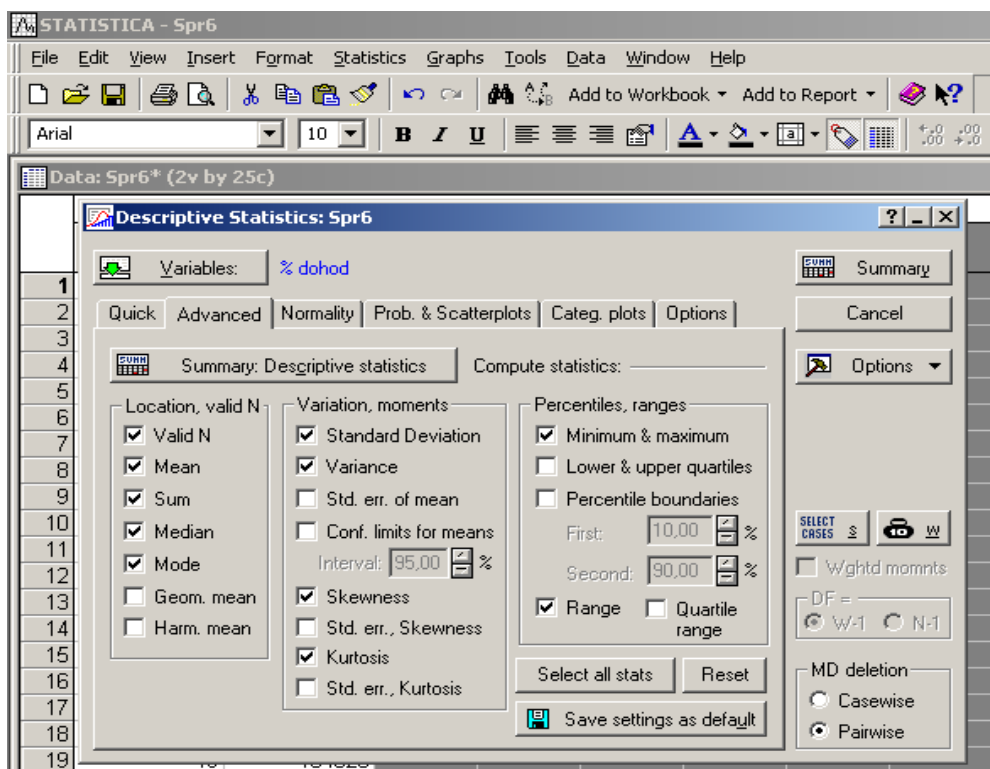 STATISTICA - Spr6
File Edit View Insert Format Statistics Graphs Tools Data Window Help
Add to Workbook Add to Report
Arial 10 B I U
Data: Spr6* (2v by 25c)
Descriptive Statistics: Spr6
Variables: % dohod
Summary
Quick Advanced Normality Prob. & Scatterplots Categ. plots Options
Cancel
Summary: Descriptive statistics
Compute statistics:
Options
Location, valid N
Valid N
Mean
Sum
Median
Mode
Geom. mean
Harm. mean
Variation, moments
Standard Deviation
Variance
Std. err. of mean
Conf. limits for means
Interval: 95,00 %
Skewness
Std. err., Skewness
Kurtosis
Std. err., Kurtosis
Percentiles, ranges
Minimum & maximum
Lower & upper quartiles
Percentile boundaries
First: 10,00 %
Second: 90,00 %
Range
Quartile range
Select all stats
Reset
Save settings as default
SELECT CASES S
W
Wghtd momnts
DF =
W-1 N-1
MD deletion
Casewise
Pairwise
1
2
3
4
5
6
7
8
9
10
11
12
13
14
15
16
17
18
19